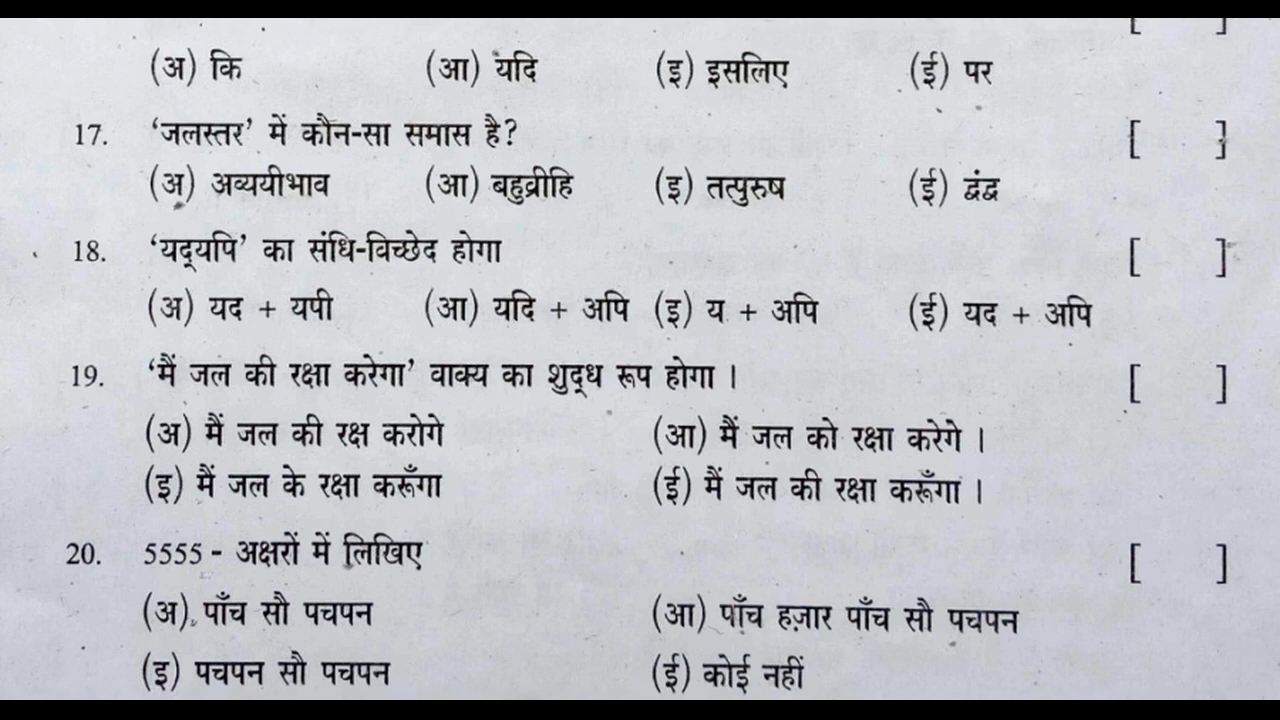 [ ]
(अ) कि (आ) यदि (इ) इसलिए (ई) पर
17. ‘जलस्तर’ में कौन-सा समास है? [ ]
(अ) अव्ययीभाव (आ) बहुव्रीहि (इ) तत्पुरुष (ई) द्वंद्व
18. ‘यद्‌यपि’ का संधि-विच्छेद होगा [ ]
(अ) यद + यपी (आ) यदि + अपि (इ) य + अपि (ई) यद + अपि
19. ‘मैं जल की रक्षा करेगा’ वाक्य का शुद्‌ध रूप होगा । [ ]
(अ) मैं जल की रक्ष करोगे (आ) मैं जल को रक्षा करेगे ।
(इ) मैं जल के रक्षा करूँगा (ई) मैं जल की रक्षा करूँगा ।
20. 5555 - अक्षरों में लिखिए [ ]
(अ) पाँच सौ पचपन (आ) पाँच हज़ार पाँच सौ पचपन
(इ) पचपन सौ पचपन (ई) कोई नहीं